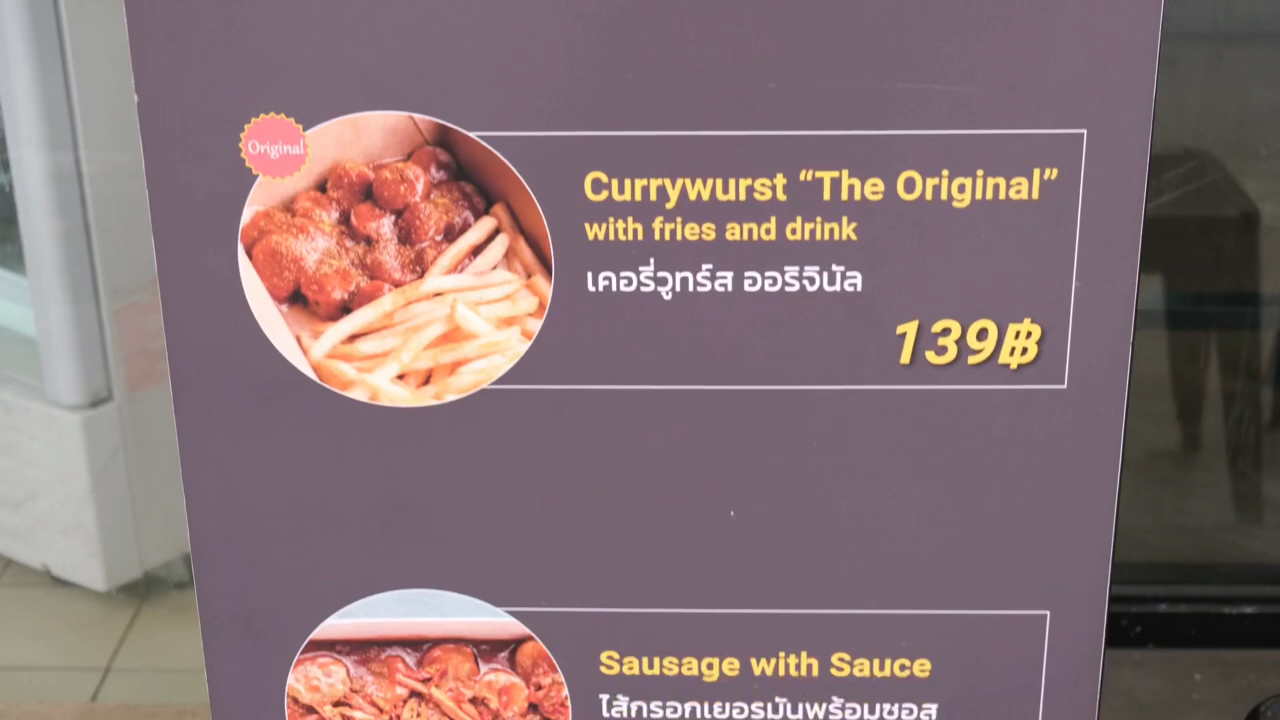 Original
Currywurst “The Original”
with fries and drink
เคอรี่วูทร์ส ออริจินัล
139฿
Sausage with Sauce
ไส้กรอกเยอรมันพร้อมซอส